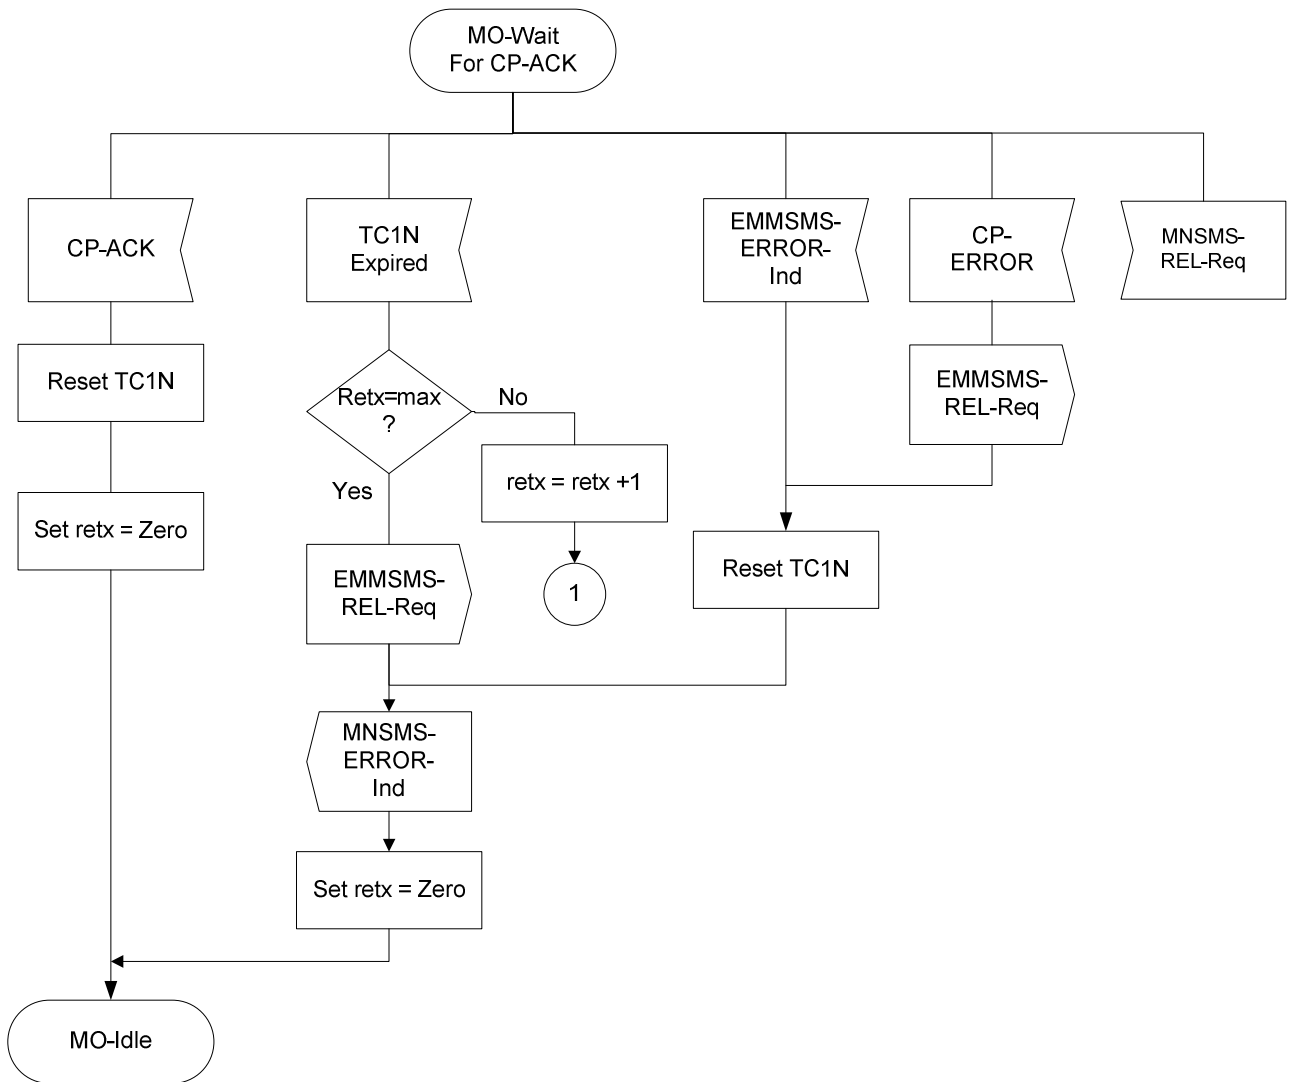 MO-Wait
For CP-ACK
CP-ACK
TC1N
Expired
EMMSMS-
ERROR-
Ind
CP-
ERROR
MNSMS-
REL-Req
Reset TC1N
Retx=max
?
No
EMMSMS-
REL-Req
retx = retx +1
Yes
Set retx = Zero
Reset TC1N
EMMSMS-
REL-Req
1
MNSMS-
ERROR-
Ind
Set retx = Zero
MO-Idle